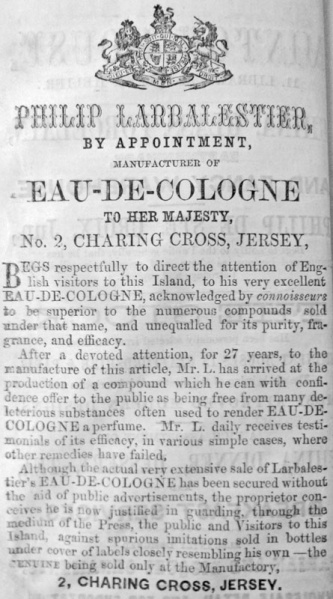 PHILIP LARBALESTIER,
BY APPOINTMENT,
MANUFACTURER OF
EAU-DE-COLOGNE
TO HER MAJESTY,
No. 2, CHARING CROSS, JERSEY,
BEGS respectfully to direct the attention of Eng-
lish visitors to this Island, to his very excellent
EAU-DE-COLOGNE, acknowledged by connoisseurs
to be superior to the numerous compounds sold
under that name, and unequalled for its purity, fra-
grance, and efficacy.
After a devoted attention, for 27 years, to the
manufacture of this article, Mr. L. has arrived at the
production of a compound which he can with confi-
dence offer to the public as being free from many de-
leterious substances often used to render EAU-DE-
COLOGNE a perfume. Mr. L. daily receives testi-
monials of its efficacy, in various simple cases, where
other remedies have failed,
Although the actual very extensive sale of Larbales-
tier's EAU-DE-COLOGNE has been secured without
the aid of public advertisements, the proprietor con-
ceives he is now justified in guarding, through the
medium of the Press, the public and Visitors to this
Island, against spurious imitations sold in bottles
under cover of labels closely resembling his own—the
GENUINE being sold only at the Manufactory,
2, CHARING CROSS, JERSEY.